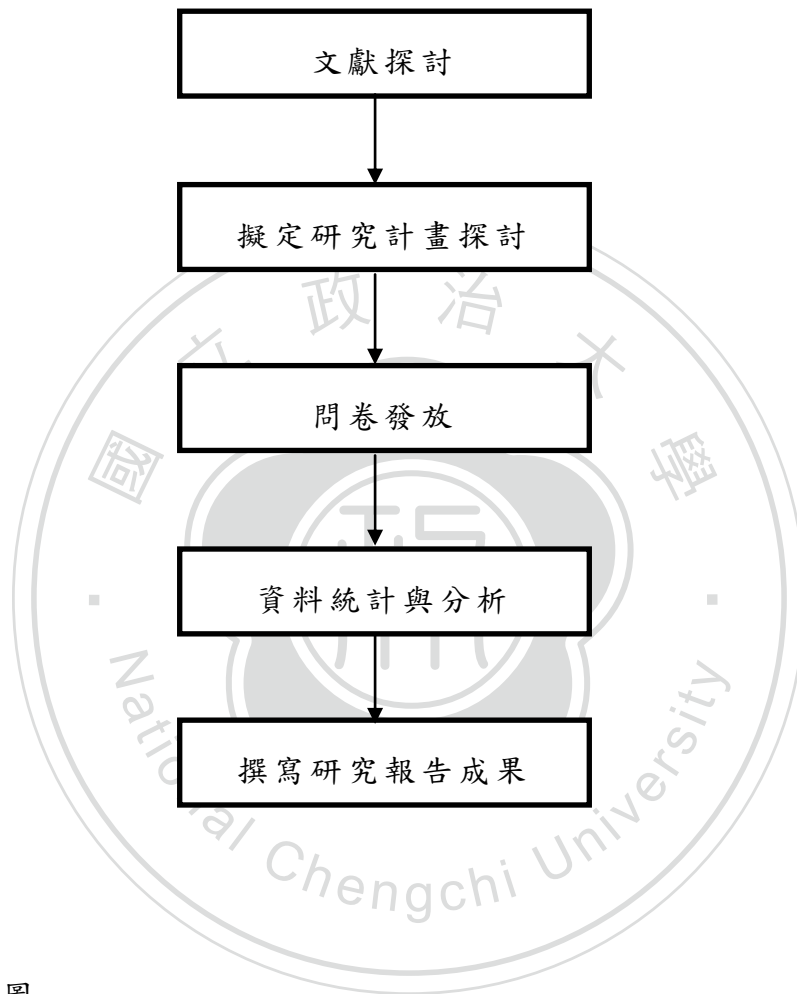 文獻探討
擬定研究計畫探討
問卷發放
資料統計與分析
撰寫研究報告成果
國立政治大學
National Chengchi University
圖